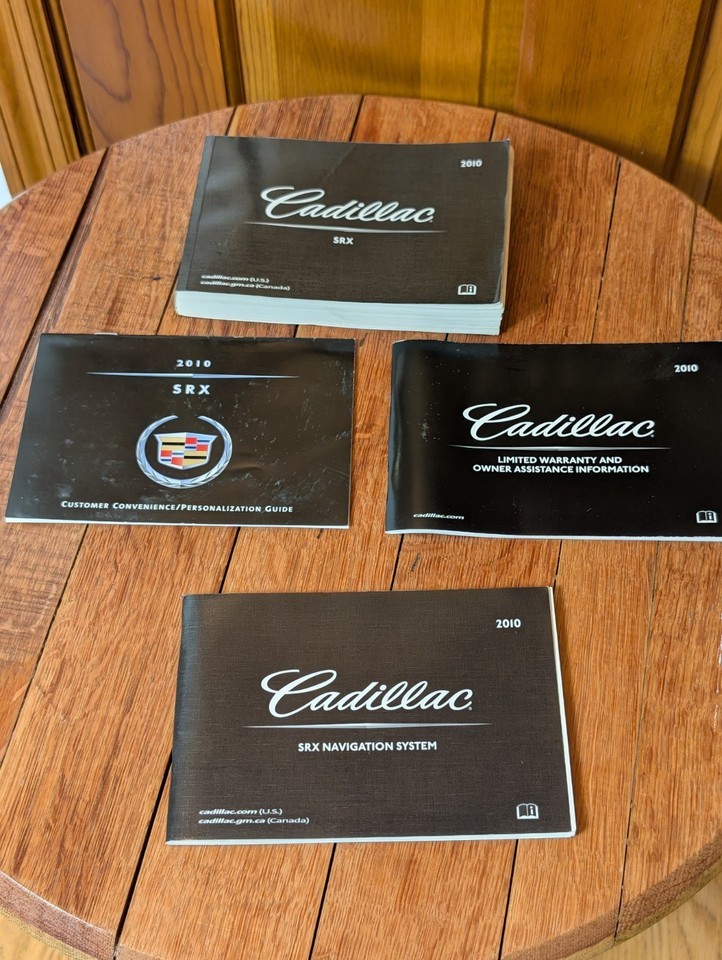 2010
Cadillac
SRX
cadillac.com (U.S.)
cadillac.gm.ca (Canada)
2010
SRX
CUSTOMER CONVENIENCE/PERSONALIZATION GUIDE
2010
Cadillac
LIMITED WARRANTY AND
OWNER ASSISTANCE INFORMATION
cadillac.com
2010
Cadillac
SRX NAVIGATION SYSTEM
cadillac.com (U.S.)
cadillac.gm.ca (Canada)